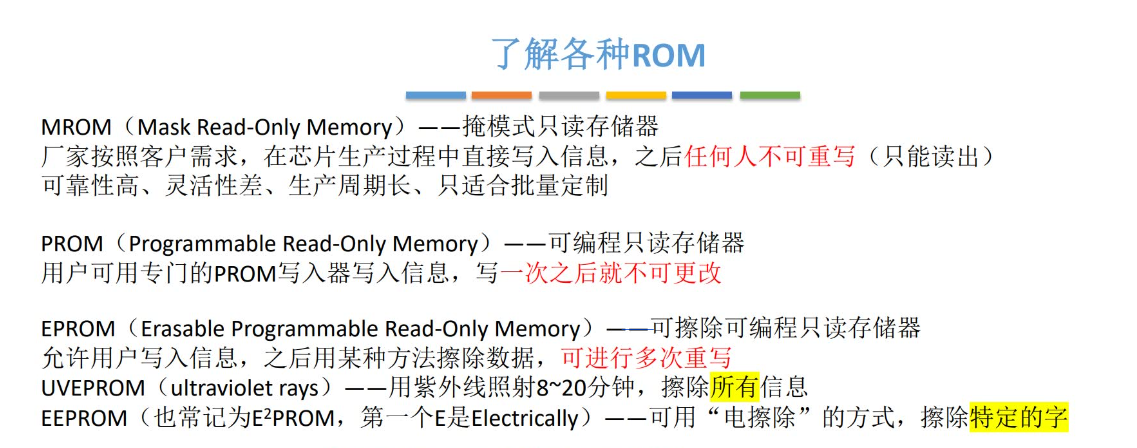 了解各种ROM
MROM（Mask Read-Only Memory）——掩模式只读存储器
厂家按照客户需求，在芯片生产过程中直接写入信息，之后任何人不可重写（只能读出）
可靠性高、灵活性差、生产周期长、只适合批量定制
PROM（Programmable Read-Only Memory）——可编程只读存储器
用户可用专门的PROM写入器写入信息，写一次之后就不可更改
EPROM（Erasable Programmable Read-Only Memory）——可擦除可编程只读存储器
允许用户写入信息，之后用某种方法擦除数据，可进行多次重写
UVEPROM（ultraviolet rays）——用紫外线照射8~20分钟，擦除所有信息
EEPROM（也常记为E²PROM，第一个E是Electrically）——可用“电擦除”的方式，擦除特定的字